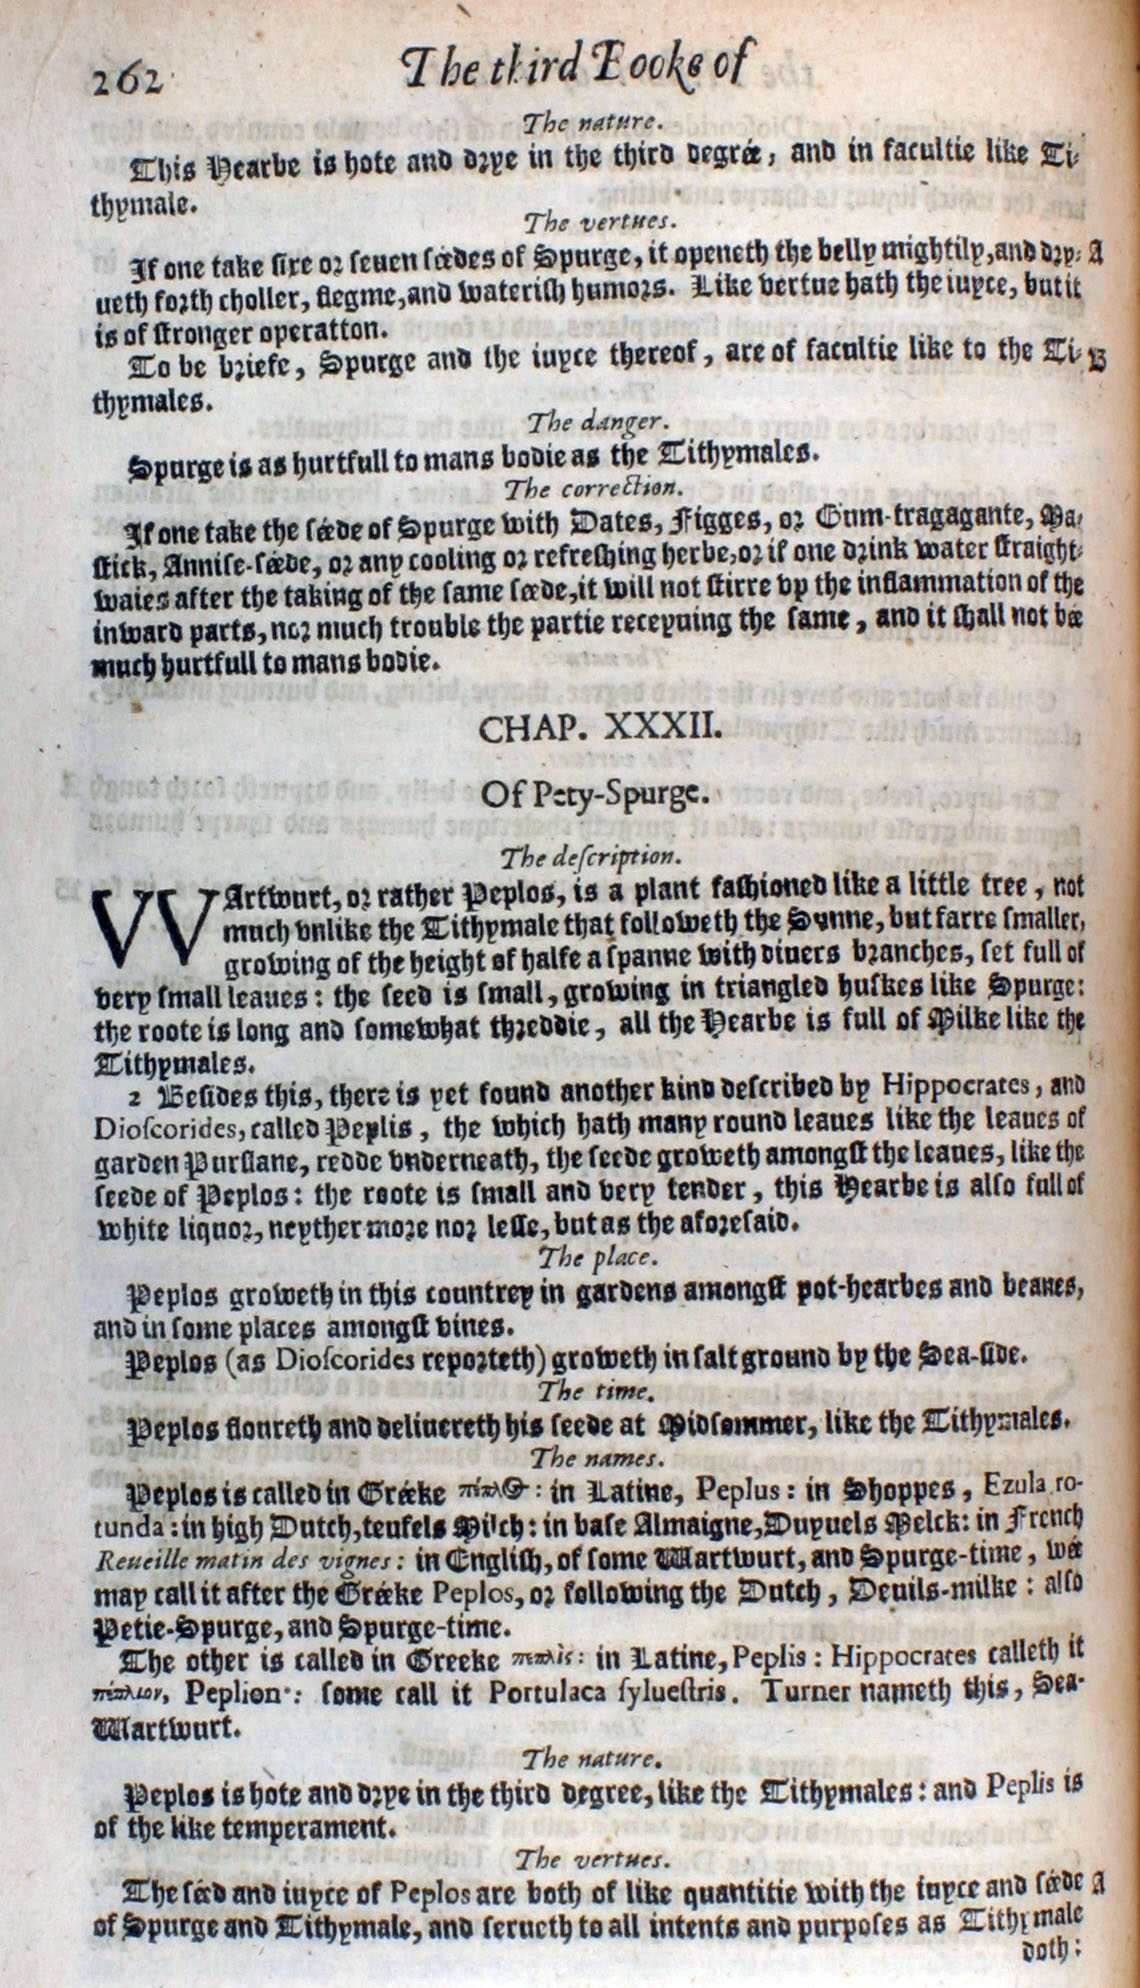 262
The third Booke of
The nature.
This Hearbe is hote and drye in the third degrée, and in facultie like Ti-
thymale.
The vertues.
If one take sixe or seuen séedes of Spurge, it openeth the belly mightily, and dry- A
ueth forth choller, flegme, and waterish humors. Like vertue hath the iuyce, but it
is of stronger operatton.
To be briefe, Spurge and the iuyce thereof, are of facultie like to the Ti- B
thymales.
The danger.
Spurge is as hurtfull to mans bodie as the Tithymales.
The correction.
If one take the séede of Spurge with Dates, Figges, or Gum-tragagante, Ma-
stick, Annise-séede, or any cooling or refreshing herbe, or if one drink water straight-
waies after the taking of the same séede, it will not stirre vp the inflammation of the
inward parts, nor much trouble the partie receyuing the same, and it shall not bée
much hurtfull to mans bodie.
CHAP. XXXII.
Of Pety-Spurge.
The description.
WArtwurt, or rather Peplos, is a plant fashioned like a little tree, not
much vnlike the Tithymale that followeth the Sunne, but farre smaller,
growing of the height of halfe a spanne with diuers branches, set full of
very small leaues: the seed is small, growing in triangled huskes like Spurge:
the roote is long and somewhat threddie, all the Hearbe is full of Milke like the
Tithymales.
2 Besides this, there is yet found another kind described by Hippocrates, and
Dioscorides, called Peplis, the which hath many round leaues like the leaues of
garden Purslane, redde vnderneath, the seede groweth amongst the leaues, like the
seede of Peplos: the roote is small and very tender, this Hearbe is also full of
white liquor, neyther more nor lesse, but as the aforesaid.
The place.
Peplos groweth in this countrey in gardens amongst pot-hearbes and beanes,
and in some places amongst vines.
Peplos (as Dioscorides reporteth) groweth in salt ground by the Sea-side.
The time.
Peplos floureth and deliuereth his seede at Midsommer, like the Tithymales.
The names.
Peplos is called in Gréeke πέπλος: in Latine, Peplus: in Shoppes, Ezula ro-
tunda: in high Dutch, teufels Milch: in base Almaigne, Duyuels Melck: in French
Reueille matin des vignes: in English, of some Wartwurt, and Spurge-time, wée
may call it after the Gréeke Peplos, or following the Dutch, Deuils-milke: also
Petie-Spurge, and Spurge-time.
The other is called in Greeke πεπλὶς: in Latine, Peplis: Hippocrates calleth it
πέπλιον, Peplion: some call it Portulaca syluestris. Turner nameth this, Sea-
Wartwurt.
The nature.
Peplos is hote and drye in the third degree, like the Tithymales: and Peplis is
of the like temperament.
The vertues.
The séed and iuyce of Peplos are both of like quantitie with the iuyce and séede A
of Spurge and Tithymale, and serueth to all intents and purposes as Tithymale
doth: